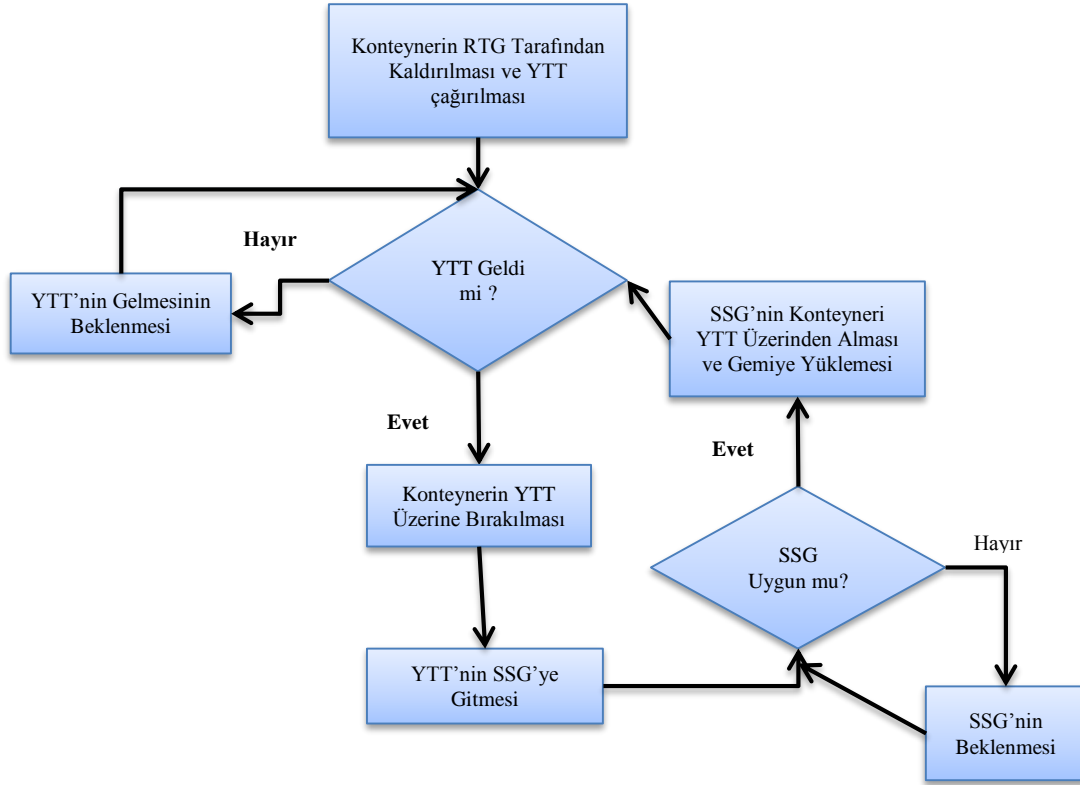 Konteynerin RTG Tarafından
Kaldırılması ve YTT
çağırılması
Hayır
YTT Geldi
mi ?
YTT’nin Gelmesinin
Beklenmesi
SSG’nin Konteyneri
YTT Üzerinden Alması
ve Gemiye Yüklemesi
Evet
Evet
Konteynerin YTT
Üzerine Bırakılması
SSG
Uygun mu?
Hayır
YTT’nin SSG’ye
Gitmesi
SSG’nin
Beklenmesi